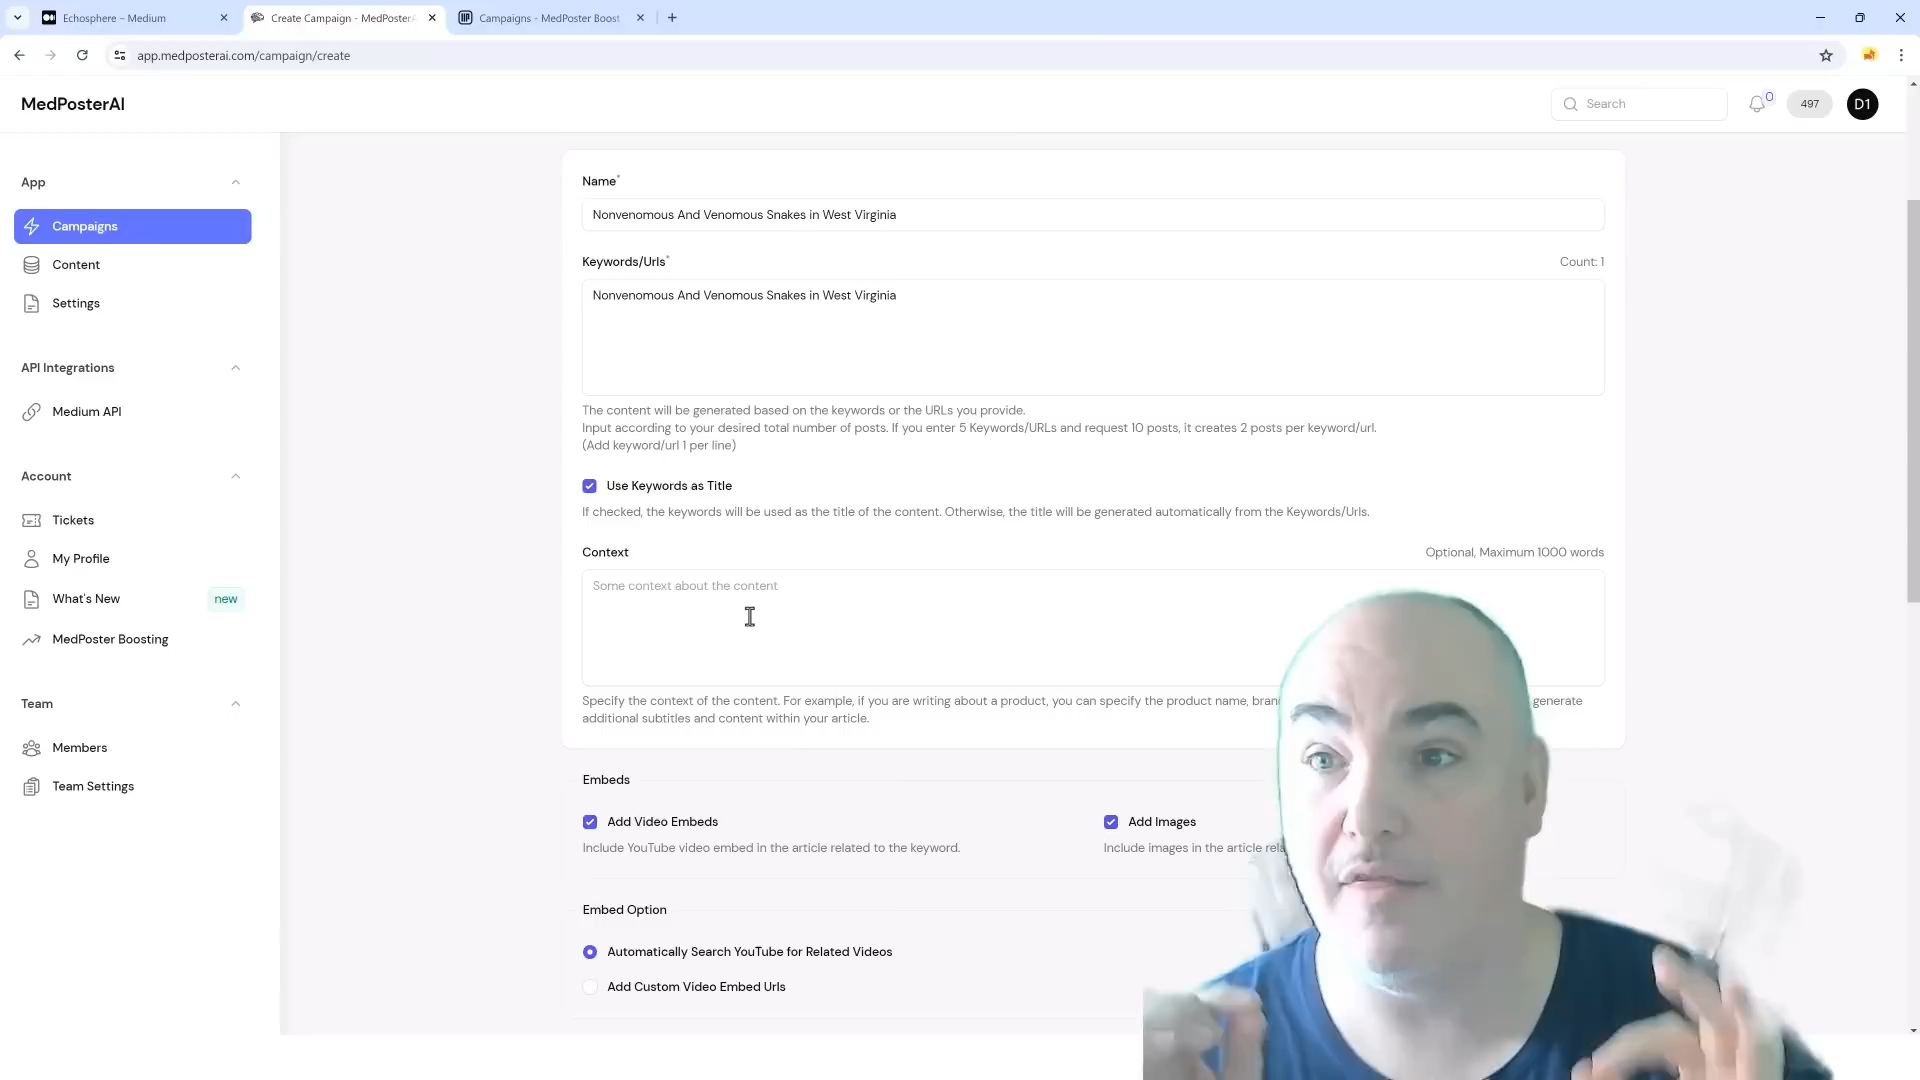 Echosphere – Medium
Create Campaign - MedPosterA
Campaigns - MedPoster Boost
app.medposterai.com/campaign/create
MedPosterAI
Search
0
497
D1
App
Campaigns
Content
Settings
API Integrations
Medium API
Account
Tickets
My Profile
What's New
new
MedPoster Boosting
Team
Members
Team Settings
Name*
Nonvenomous And Venomous Snakes in West Virginia
Keywords/Urls*
Count: 1
Nonvenomous And Venomous Snakes in West Virginia
The content will be generated based on the keywords or the URLs you provide.
Input according to your desired total number of posts. If you enter 5 Keywords/URLs and request 10 posts, it creates 2 posts per keyword/url.
(Add keyword/url 1 per line)
Use Keywords as Title
If checked, the keywords will be used as the title of the content. Otherwise, the title will be generated automatically from the Keywords/Urls.
Context
Optional, Maximum 1000 words
Some context about the content
Specify the context of the content. For example, if you are writing about a product, you can specify the product name, bran generate
additional subtitles and content within your article.
Embeds
Add Video Embeds
Include YouTube video embed in the article related to the keyword.
Add Images
Include images in the article rela
Embed Option
Automatically Search YouTube for Related Videos
Add Custom Video Embed Urls